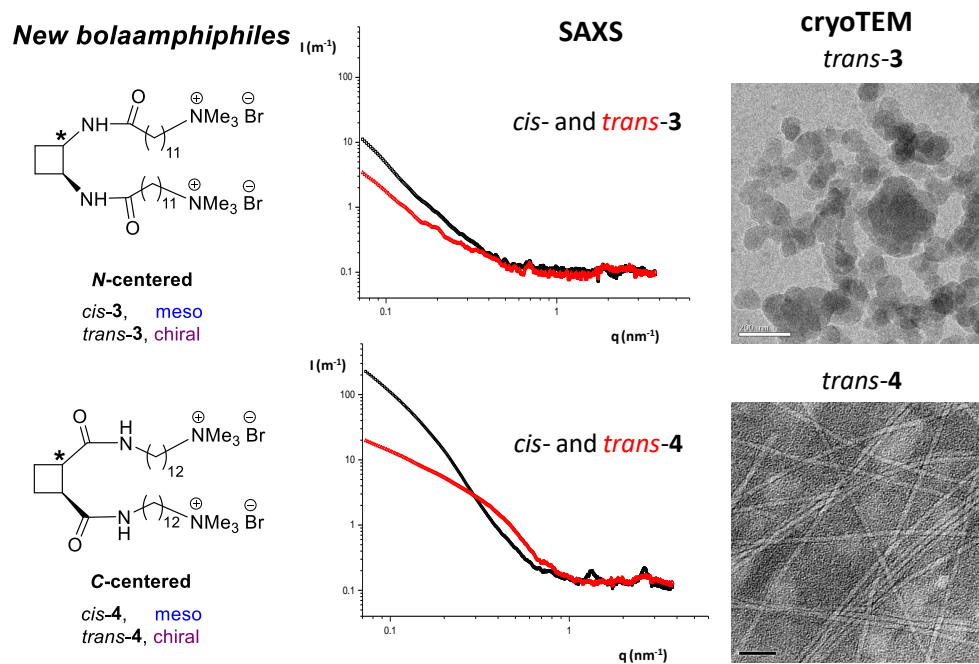 New bolaamphiphiles
O
*
NH
11
⊕
NMe3
⊖
Br
NH
O
11
⊕
NMe3
⊖
Br
N-centered
cis-3, meso
trans-3, chiral
O
H
N
12
⊕
NMe3
⊖
Br
*
O
N
H
12
⊕
NMe3
⊖
Br
C-centered
cis-4, meso
trans-4, chiral
SAXS
I (m⁻¹)
100
10
1
0.1
0.1
1
q (nm⁻¹)
cis- and trans-3
I (m⁻¹)
100
10
1
0.1
0.1
1
q (nm⁻¹)
cis- and trans-4
cryoTEM
trans-3
200 nm
trans-4